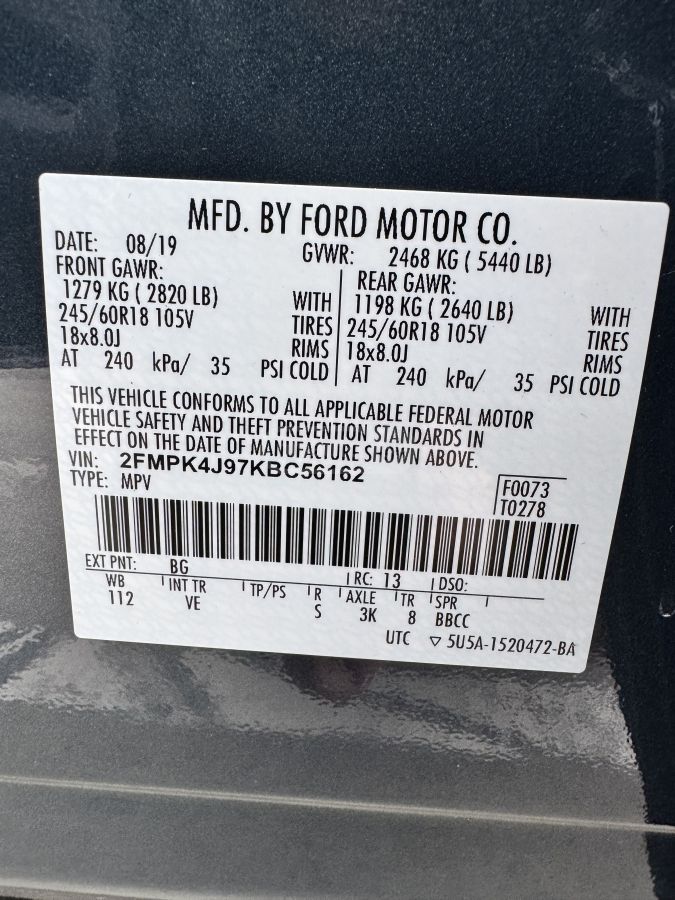 MFD. BY FORD MOTOR CO.
DATE: 08/19 GVWR: 2468 KG ( 5440 LB)
FRONT GAWR: REAR GAWR:
1279 KG ( 2820 LB) WITH 1198 KG ( 2640 LB) WITH
245/60R18 105V TIRES 245/60R18 105V TIRES
18x8.0J RIMS 18x8.0J RIMS
AT 240 kPa/ 35 PSI COLD AT 240 kPa/ 35 PSI COLD
THIS VEHICLE CONFORMS TO ALL APPLICABLE FEDERAL MOTOR
VEHICLE SAFETY AND THEFT PREVENTION STANDARDS IN
EFFECT ON THE DATE OF MANUFACTURE SHOWN ABOVE.
VIN: 2FMPK4J97KBC56162
TYPE: MPV F0073
T0278
EXT PNT: BG RC: 13 DSO:
WB INT TR TP/PS R AXLE TR SPR
112 VE S 3K 8 BBCC
UTC ▽ 5U5A-1520472-BA